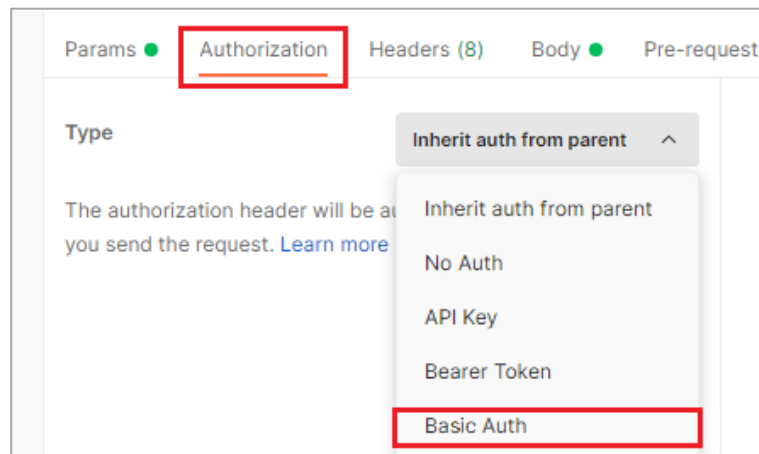 Params Authorization Headers (8) Body Pre-request
Type Inherit auth from parent
The authorization header will be
you send the request. Learn more
Inherit auth from parent
No Auth
API Key
Bearer Token
Basic Auth